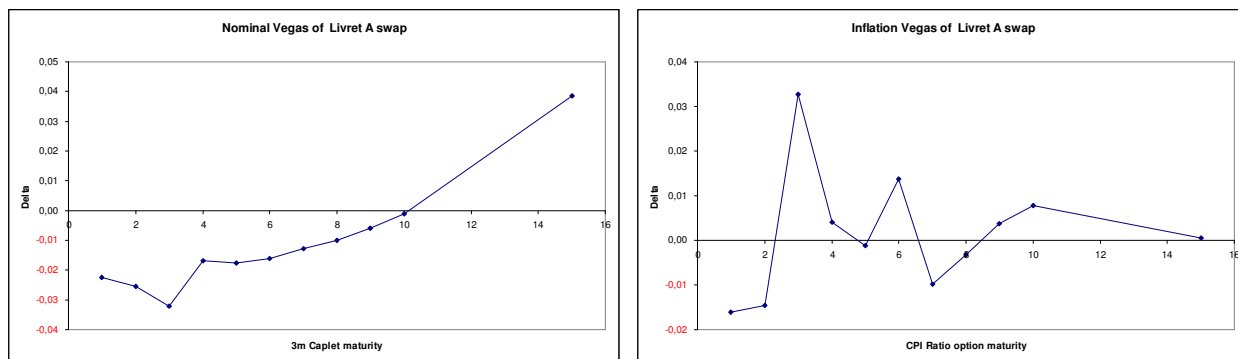 Nominal Vegas of Livret A swap
0,05
0,04
0,03
0,02
0,01
0,00
-0,01
-0,02
-0,03
-0,04
0 2 4 6 8 10 12 14 16
Delta
3m Caplet maturity
Inflation Vegas of Livret A swap
0,04
0,03
0,02
0,01
0,00
-0,01
-0,02
0 2 4 6 8 10 12 14 16
Delta
CPI Ratio option maturity